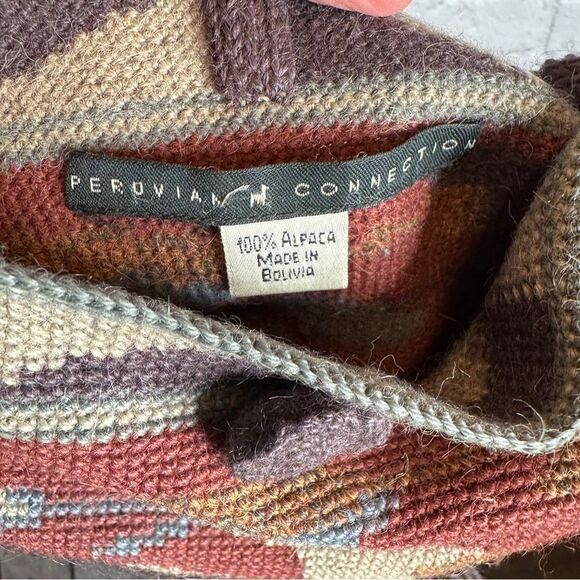 PERUVIAN CONNECTION
100% ALPACA
MADE IN
BOLIVIA